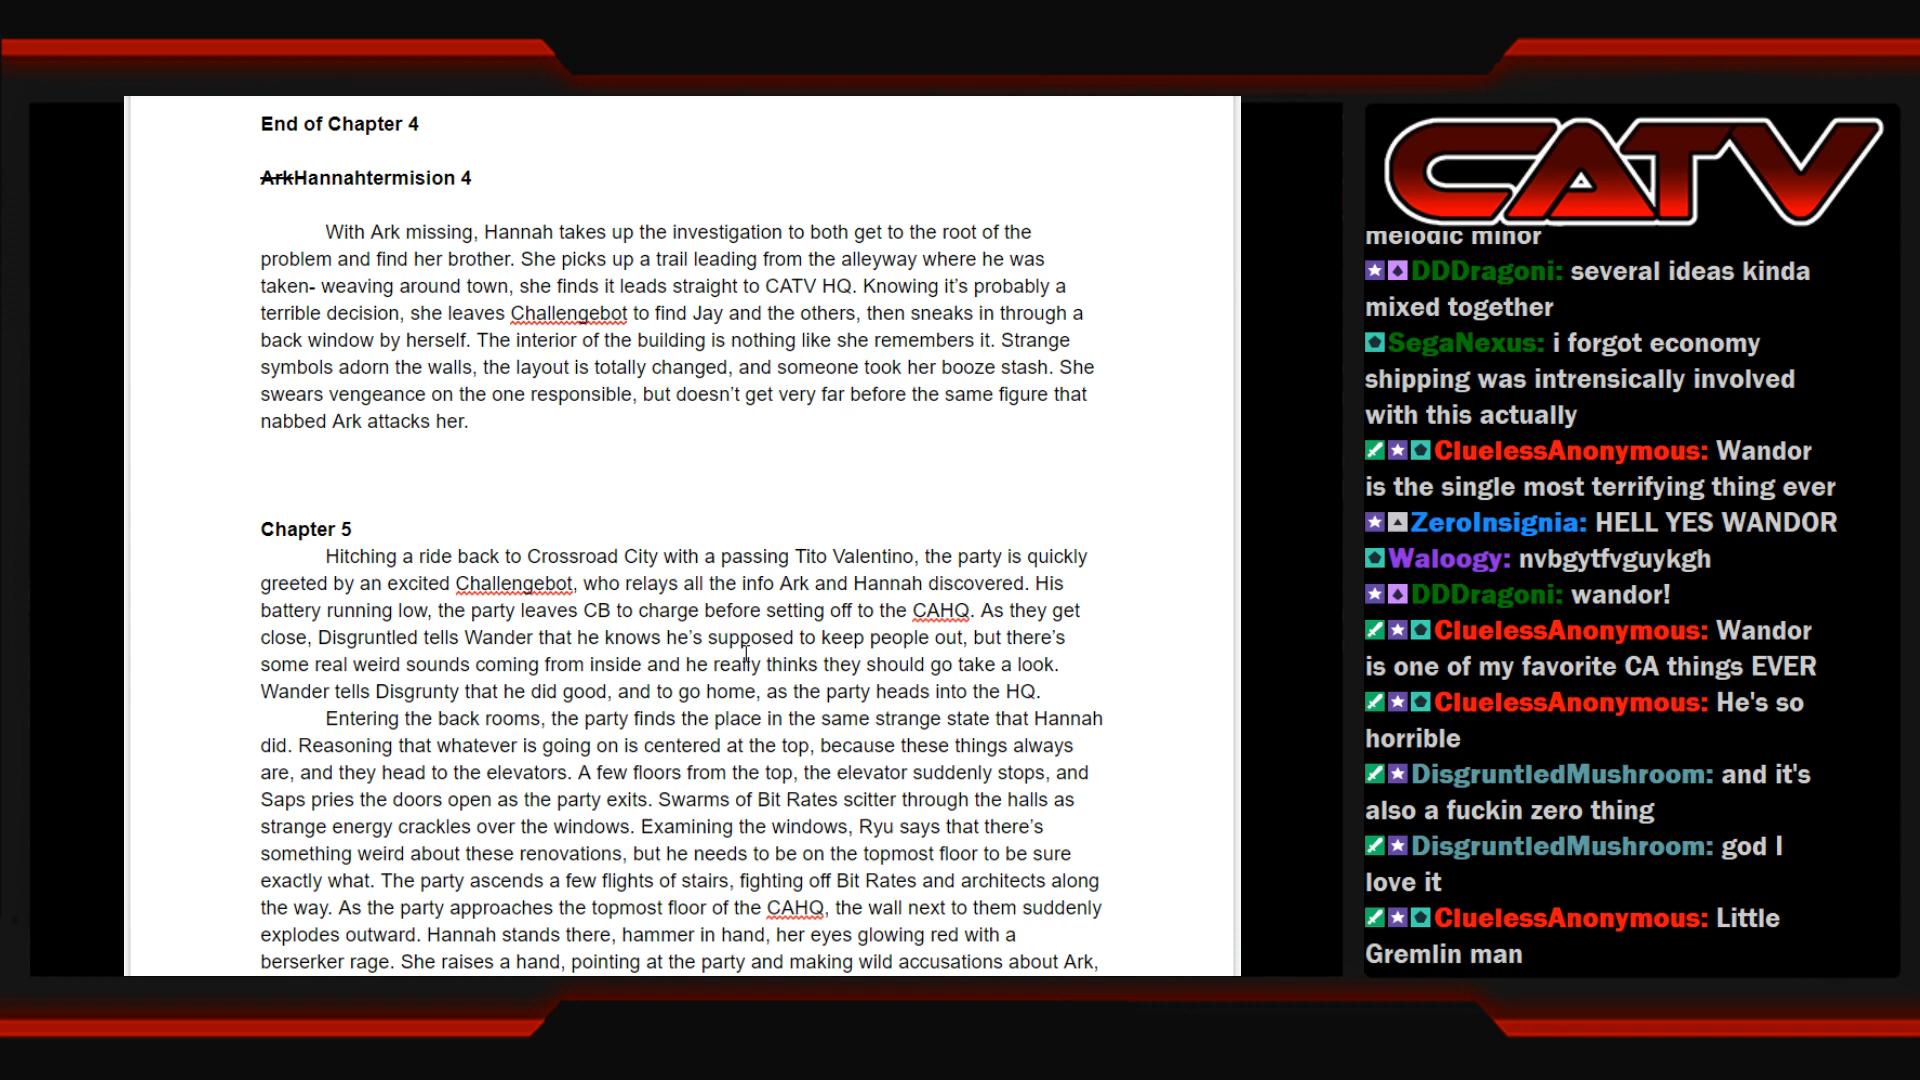 End of Chapter 4
ArkHannahtermision 4
With Ark missing, Hannah takes up the investigation to both get to the root of the
problem and find her brother. She picks up a trail leading from the alleyway where he was
taken- weaving around town, she finds it leads straight to CATV HQ. Knowing it's probably a
terrible decision, she leaves Challengebot to find Jay and the others, then sneaks in through a
back window by herself. The interior of the building is nothing like she remembers it. Strange
symbols adorn the walls, the layout is totally changed, and someone took her booze stash. She
swears vengeance on the one responsible, but doesn't get very far before the same figure that
nabbed Ark attacks her.
Chapter 5
Hitching a ride back to Crossroad City with a passing Tito Valentino, the party is quickly
greeted by an excited Challengebot, who relays all the info Ark and Hannah discovered. His
battery running low, the party leaves CB to charge before setting off to the CAHQ. As they get
close, Disgruntled tells Wander that he knows he's supposed to keep people out, but there's
some real weird sounds coming from inside and he really thinks they should go take a look.
Wander tells Disgrunty that he did good, and to go home, as the party heads into the HQ.
Entering the back rooms, the party finds the place in the same strange state that Hannah
did. Reasoning that whatever is going on is centered at the top, because these things always
are, and they head to the elevators. A few floors from the top, the elevator suddenly stops, and
Saps pries the doors open as the party exits. Swarms of Bit Rates scitter through the halls as
strange energy crackles over the windows. Examining the windows, Ryu says that there's
something weird about these renovations, but he needs to be on the topmost floor to be sure
exactly what. The party ascends a few flights of stairs, fighting off Bit Rates and architects along
the way. As the party approaches the topmost floor of the CAHQ, the wall next to them suddenly
explodes outward. Hannah stands there, hammer in hand, her eyes glowing red with a
berserker rage. She raises a hand, pointing at the party and making wild accusations about Ark,
CATV
melodic minor
DDDragoni: several ideas kinda
mixed together
SegaNexus: i forgot economy
shipping was intrensically involved
with this actually
CluelessAnonymous: Wandor
is the single most terrifying thing ever
ZeroInsignia: HELL YES WANDOR
Waloogy: nvbgytfvguykgh
DDDragoni: wandor!
CluelessAnonymous: Wandor
is one of my favorite CA things EVER
CluelessAnonymous: He's so
horrible
DisgruntledMushroom: and it's
also a fuckin zero thing
DisgruntledMushroom: god I
love it
CluelessAnonymous: Little
Gremlin man